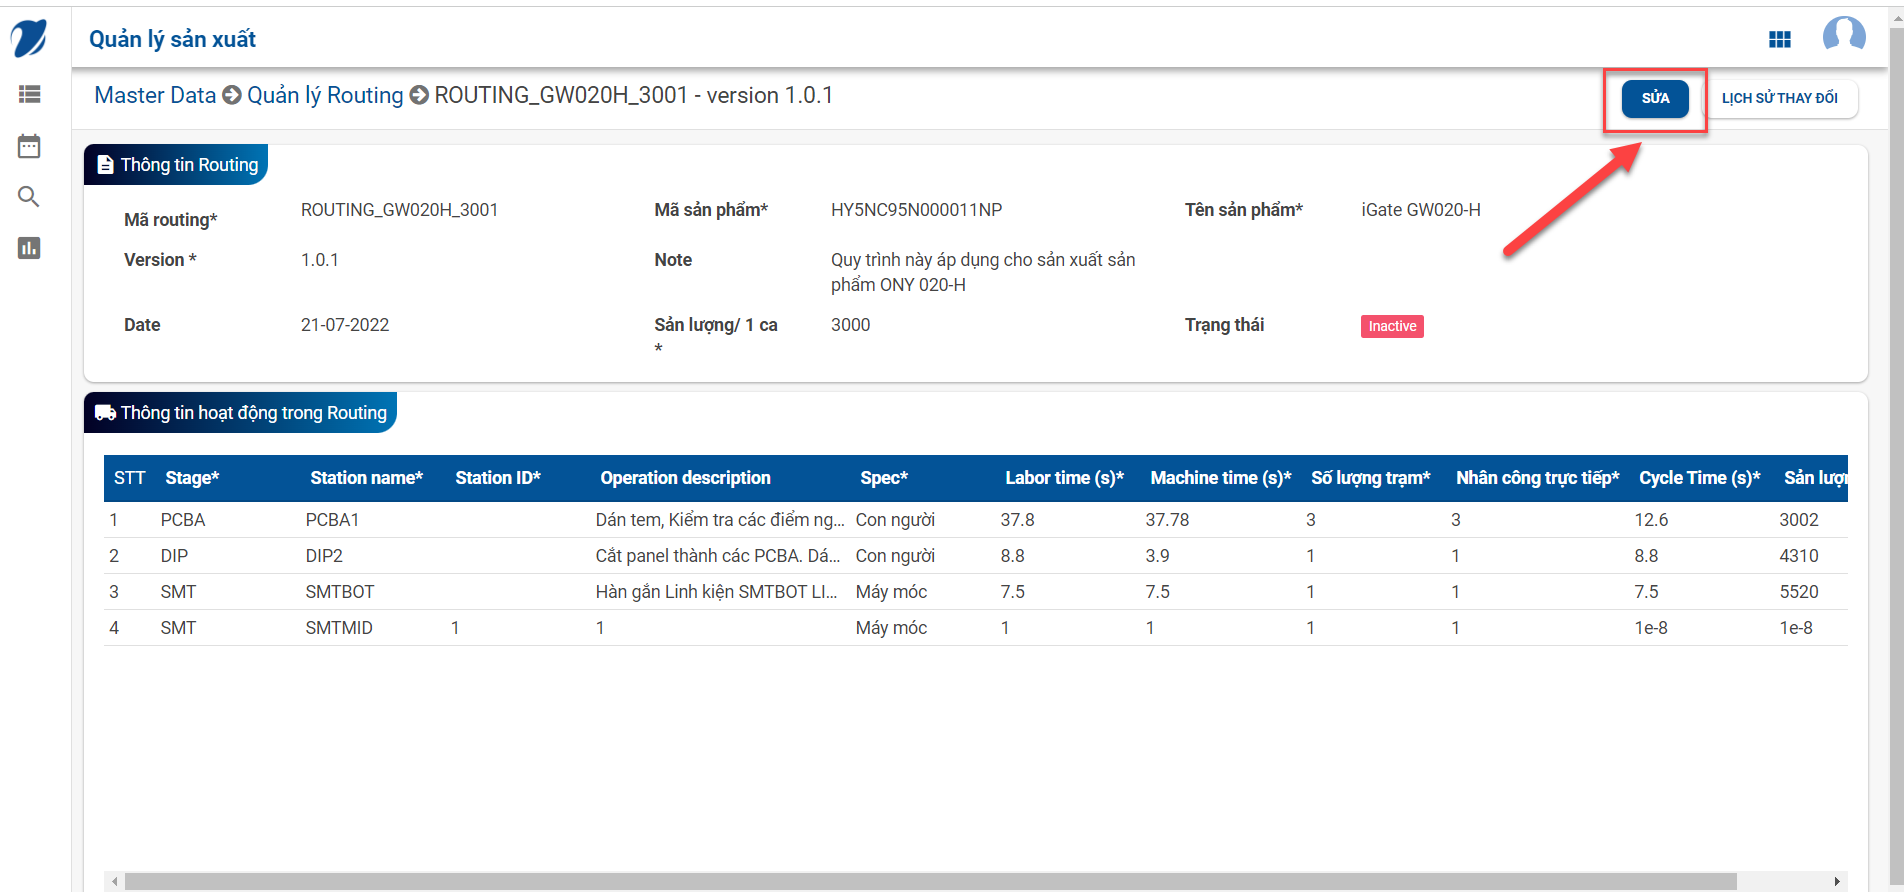 Quản lý sản xuất
Master Data Quản lý Routing ROUTING_GW020H_3001 - version 1.0.1
SỬA
LỊCH SỬ THAY ĐỔI
Thông tin Routing
Mã routing* ROUTING_GW020H_3001 Mã sản phẩm* HY5NC95N000011NP Tên sản phẩm* iGate GW020-H
Version * 1.0.1 Note Quy trình này áp dụng cho sản xuất sản
phẩm ONY 020-H
Date 21-07-2022 Sản lượng/ 1 ca 3000 Trạng thái Inactive
*
Thông tin hoạt động trong Routing
STT Stage* Station name* Station ID* Operation description Spec* Labor time (s)* Machine time (s)* Số lượng trạm* Nhân công trực tiếp* Cycle Time (s)* Sản lượn
1 PCBA PCBA1 Dán tem, Kiểm tra các điểm ng... Con người 37.8 37.78 3 3 12.6 3002
2 DIP DIP2 Cắt panel thành các PCBA. Dá... Con người 8.8 3.9 1 1 8.8 4310
3 SMT SMTBOT Hàn gắn Linh kiện SMTBOT LI... Máy móc 7.5 7.5 1 1 7.5 5520
4 SMT SMTMID 1 1 Máy móc 1 1 1 1 1e-8 1e-8